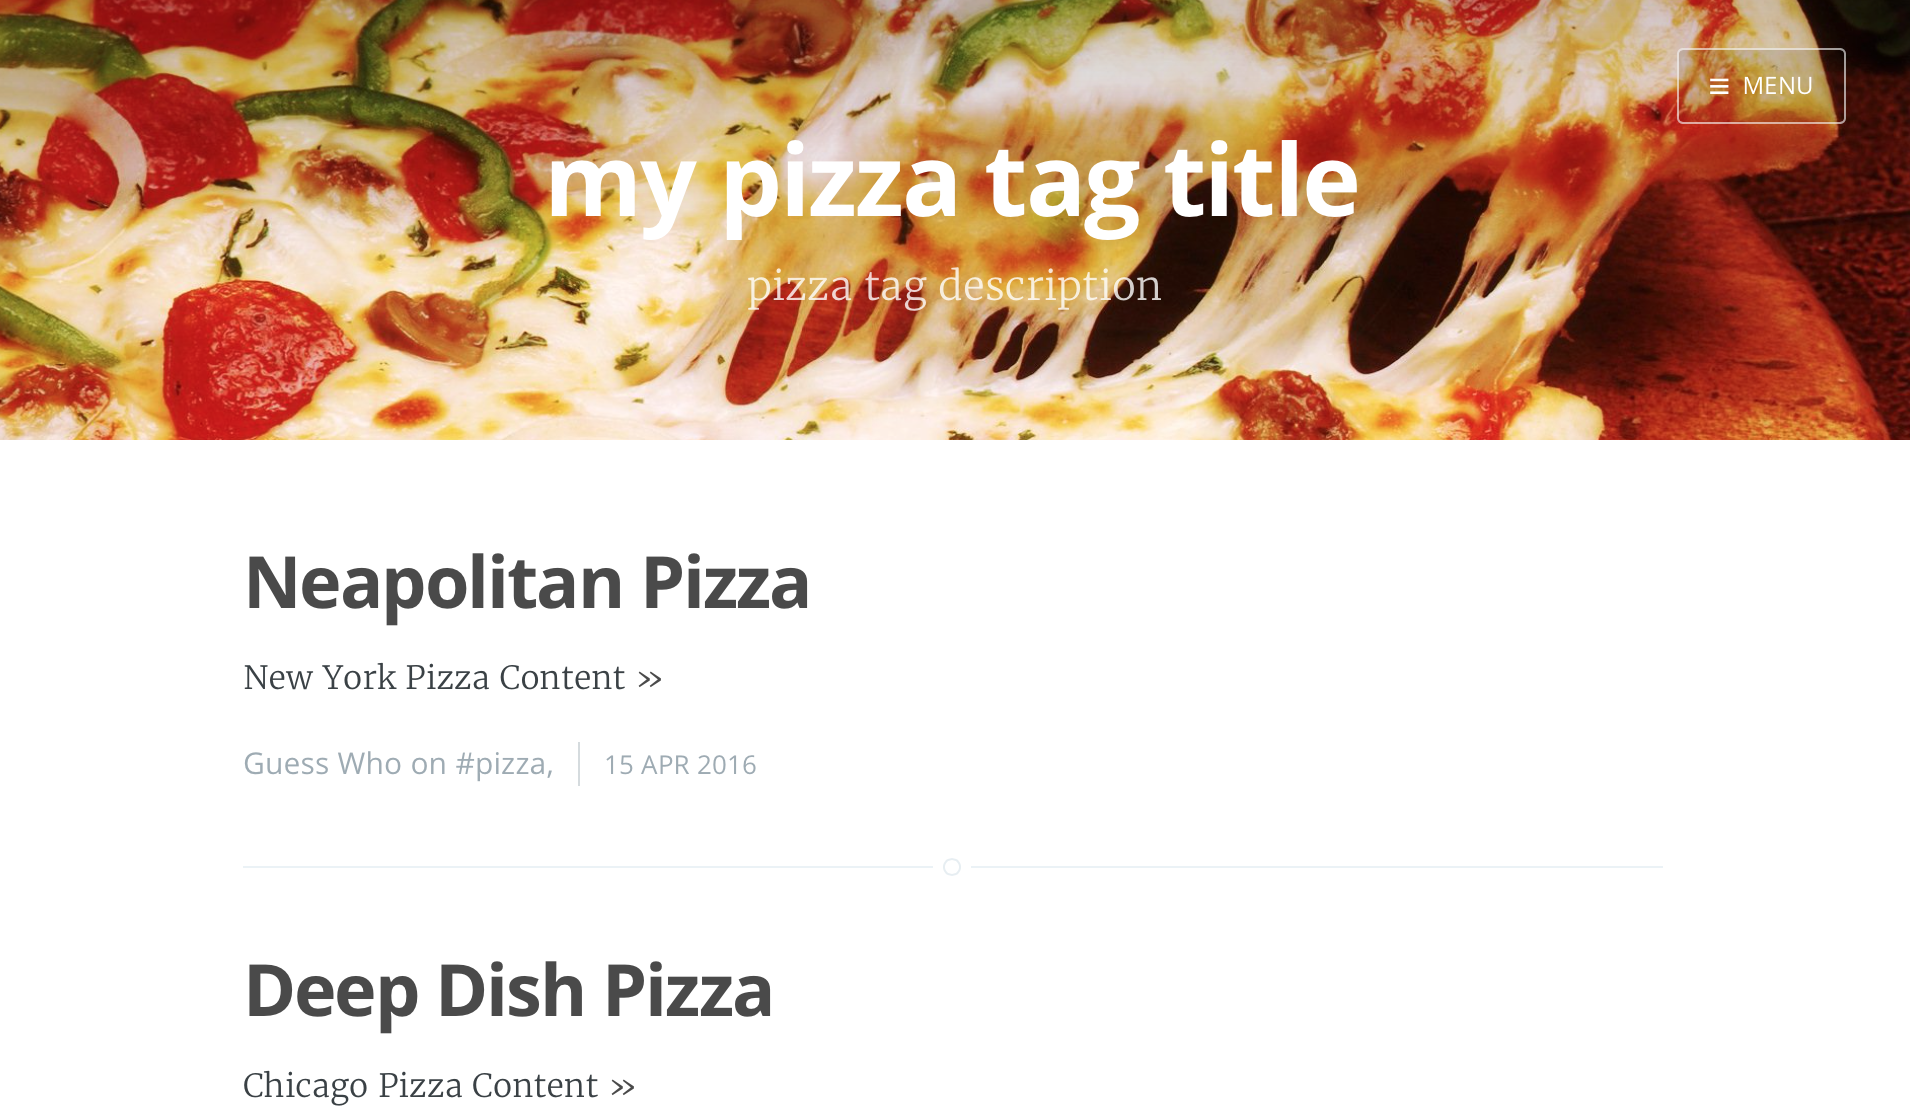 ≡ MENU
my pizza tag title
pizza tag description
Neapolitan Pizza
New York Pizza Content »
Guess Who on #pizza, | 15 APR 2016
Deep Dish Pizza
Chicago Pizza Content »